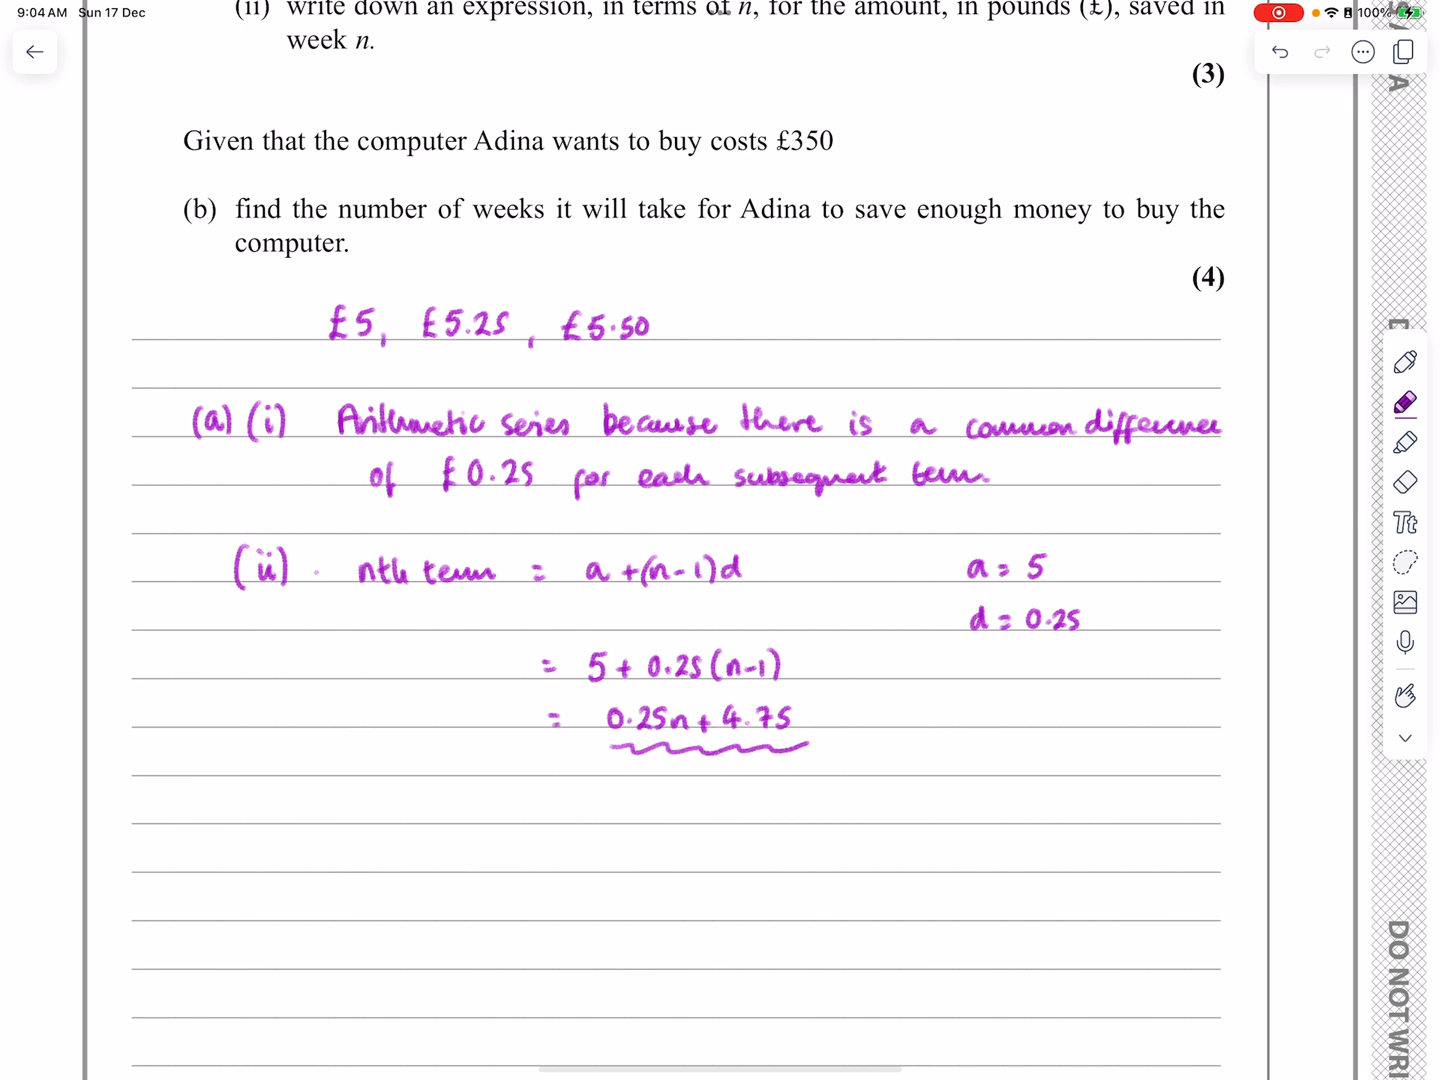 9:04 AM Sun 17 Dec
100%
(ii) write down an expression, in terms of n, for the amount, in pounds (£), saved in
week n.
(3)
Given that the computer Adina wants to buy costs £350
(b) find the number of weeks it will take for Adina to save enough money to buy the
computer.
(4)
£5, £5.25, £5.50
(a) (i) Arithmetic series because there is a common difference
of £0.25 for each subsequent term.
(ii) nth term = a + (n-1)d a = 5
d = 0.25
= 5 + 0.25(n-1)
= 0.25n + 4.75
Tt
A
DO NOT WRI